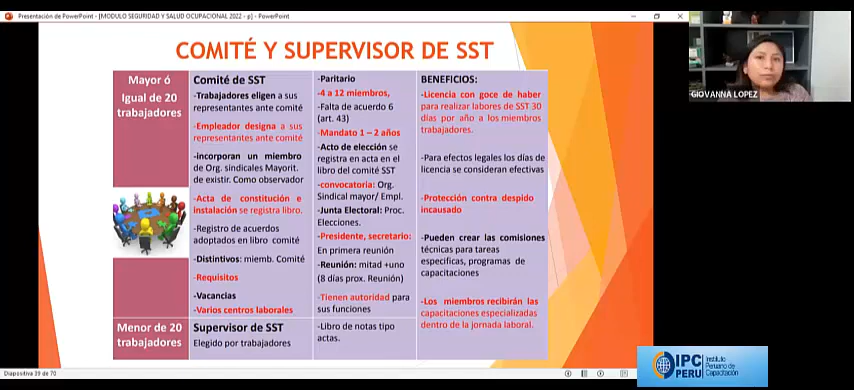 Presentación de PowerPoint - [MODULO SEGURIDAD Y SALUD OCUPACIONAL 2022 - p] - PowerPoint
COMITÉ Y SUPERVISOR DE SST
Mayor ó
Igual de 20
trabajadores
Comité de SST
-Trabajadores eligen a sus
representantes ante comité
-Empleador designa a sus
representantes ante comité
-incorporan un miembro
de Org. sindicales Mayorit.
de existir. Como observador
-Acta de constitución e
instalación se registra libro.
-Registro de acuerdos
adoptados en libro comité
-Distintivos: miemb. Comité
-Requisitos
-Vacancias
-Varios centros laborales
-Paritario
-4 a 12 miembros,
-Falta de acuerdo 6
(art. 43)
-Mandato 1 – 2 años
-Acto de elección se
registra en acta en el
libro del comité SST
-convocatoria: Org.
Sindical mayor/ Empl.
-Junta Electoral: Proc.
Elecciones.
-Presidente, secretario:
En primera reunión
-Reunión: mitad +uno
(8 días prox. Reunión)
-Tienen autoridad para
sus funciones
BENEFICIOS:
-Licencia con goce de haber
para realizar labores de SST 30
días por año a los miembros
trabajadores.
-Para efectos legales los días de
licencia se consideran efectivas
-Protección contra despido
incausado
-Pueden crear las comisiones
técnicas para tareas
especificas, programas de
capacitaciones
-Los miembros recibirán las
capacitaciones especializadas
dentro de la jornada laboral.
Menor de 20
trabajadores
Supervisor de SST
Elegido por trabajadores
-Libro de notas tipo
actas.
Diapositiva 39 de 70
GIOVANNA LOPEZ
IPC
PERU
Instituto
Peruano de
Capacitación